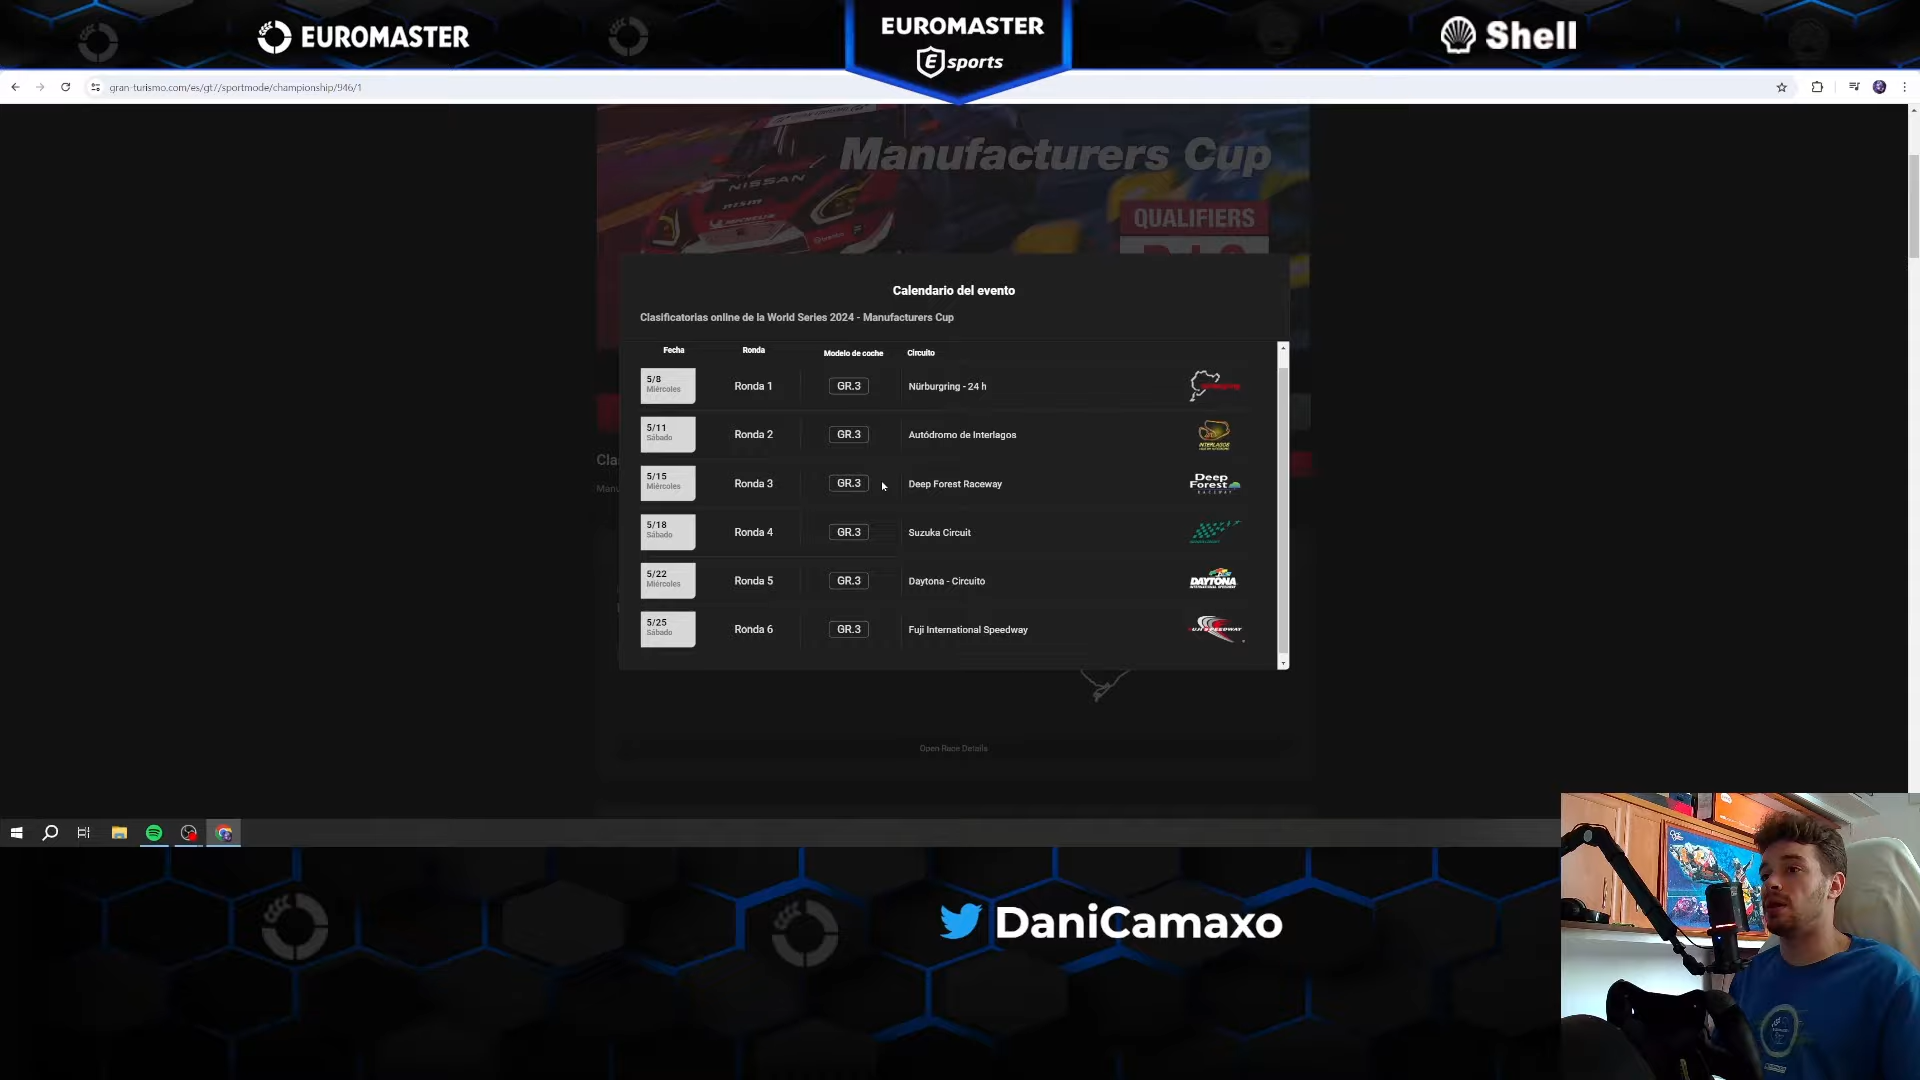 EUROMASTER
EUROMASTER
Esports
Shell
gran-turismo.com/es/gt7/sportmode/championship/946/1
Manufacturers Cup
NISSAN
nismo
QUALIFIERS
Calendario del evento
Clasificatorias online de la World Series 2024 - Manufacturers Cup
Fecha Ronda Modelo de coche Circuito
5/8
Miércoles
Ronda 1 GR.3 Nürburgring - 24 h
5/11
Sábado
Ronda 2 GR.3 Autódromo de Interlagos
INTERLAGOS
5/15
Miércoles
Ronda 3 GR.3 Deep Forest Raceway
Deep
Forest
RACEWAY
5/18
Sábado
Ronda 4 GR.3 Suzuka Circuit
5/22
Miércoles
Ronda 5 GR.3 Daytona - Circuito
DAYTONA
5/25
Sábado
Ronda 6 GR.3 Fuji International Speedway
FUJI SPEEDWAY
Open Race Details
DaniCamaxo